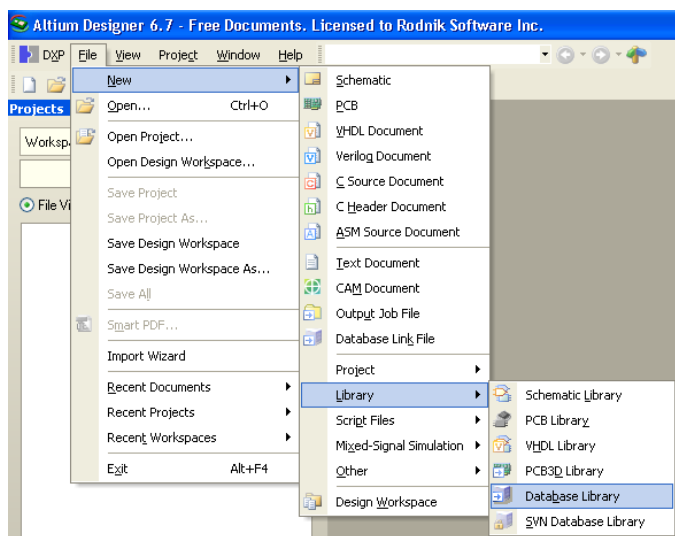 Altium Designer 6.7 - Free Documents. Licensed to Rodnik Software Inc.
DXP File View Project Window Help
Projects
Worksp
File Vi
New
Open... Ctrl+O
Open Project...
Open Design Workspace...
Save Project
Save Project As...
Save Design Workspace
Save Design Workspace As...
Save All
Smart PDF...
Import Wizard
Recent Documents
Recent Projects
Recent Workspaces
Exit Alt+F4
Schematic
PCB
VHDL Document
Verilog Document
C Source Document
C Header Document
ASM Source Document
Text Document
CAM Document
Output Job File
Database Link File
Project
Library
Script Files
Mixed-Signal Simulation
Other
Design Workspace
Schematic Library
PCB Library
VHDL Library
PCB3D Library
Database Library
SVN Database Library